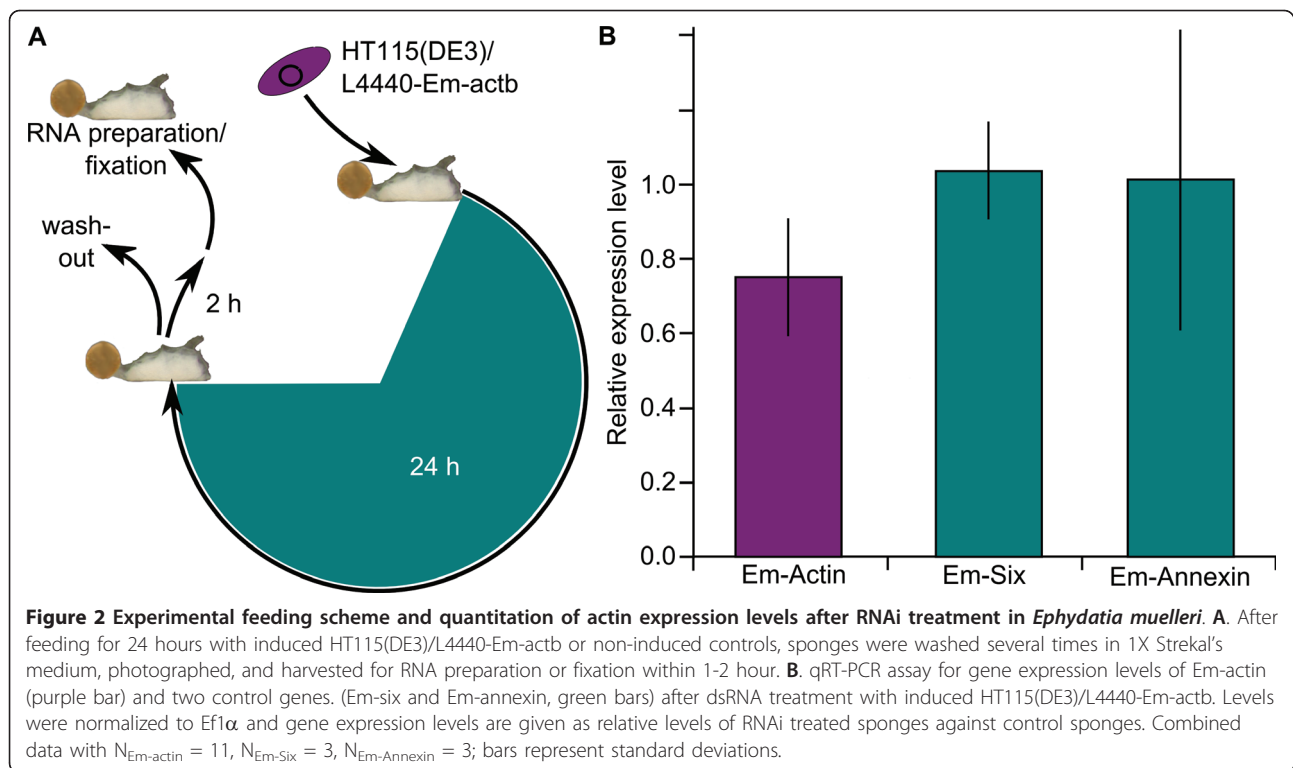 A
HT115(DE3)/
L4440-Em-actb
RNA preparation/
fixation
wash-
out
2 h
24 h
B
Relative expression level
1.0
0.8
0.6
0.4
0.2
0.0
Em-Actin
Em-Six
Em-Annexin
Figure 2 Experimental feeding scheme and quantitation of actin expression levels after RNAi treatment in Ephydatia muelleri. A. After
feeding for 24 hours with induced HT115(DE3)/L4440-Em-actb or non-induced controls, sponges were washed several times in 1X Strekal's
medium, photographed, and harvested for RNA preparation or fixation within 1-2 hour. B. qRT-PCR assay for gene expression levels of Em-actin
(purple bar) and two control genes. (Em-six and Em-annexin, green bars) after dsRNA treatment with induced HT115(DE3)/L4440-Em-actb. Levels
were normalized to Ef1α and gene expression levels are given as relative levels of RNAi treated sponges against control sponges. Combined
data with N Em-actin = 11, N Em-Six = 3, N Em-Annexin = 3; bars represent standard deviations.